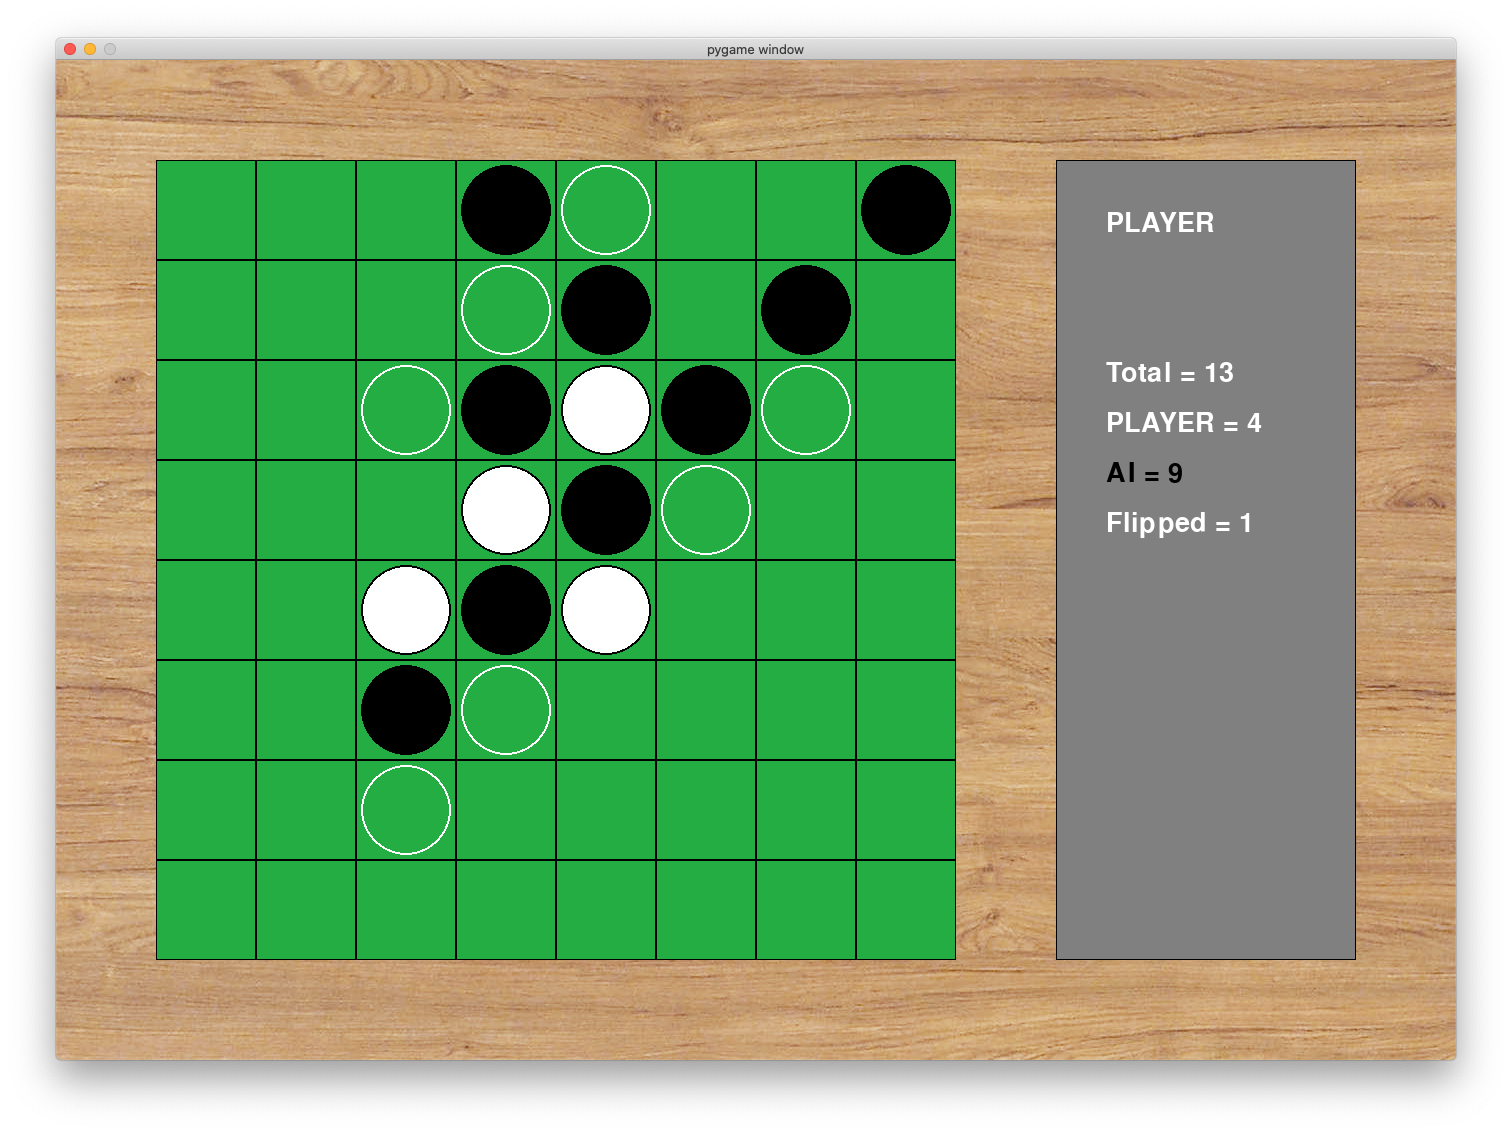 pygame window
PLAYER
Total = 13
PLAYER = 4
AI = 9
Flipped = 1